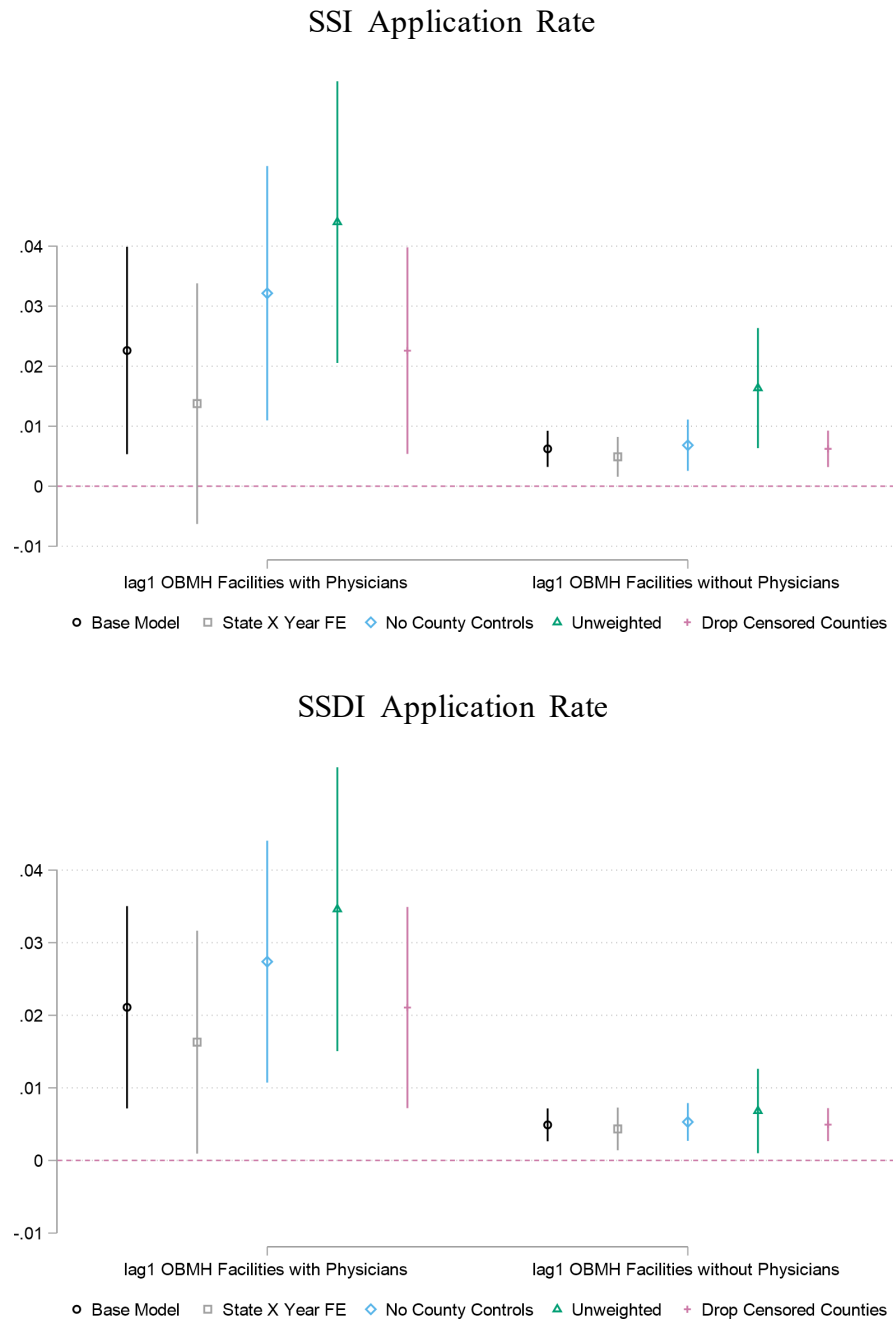 SSI Application Rate
.04
.03
.02
.01
0
-.01
lag1 OBMH Facilities with Physicians lag1 OBMH Facilities without Physicians
Base Model State X Year FE No County Controls Unweighted Drop Censored Counties
SSDI Application Rate
.04
.03
.02
.01
0
-.01
lag1 OBMH Facilities with Physicians lag1 OBMH Facilities without Physicians
Base Model State X Year FE No County Controls Unweighted Drop Censored Counties